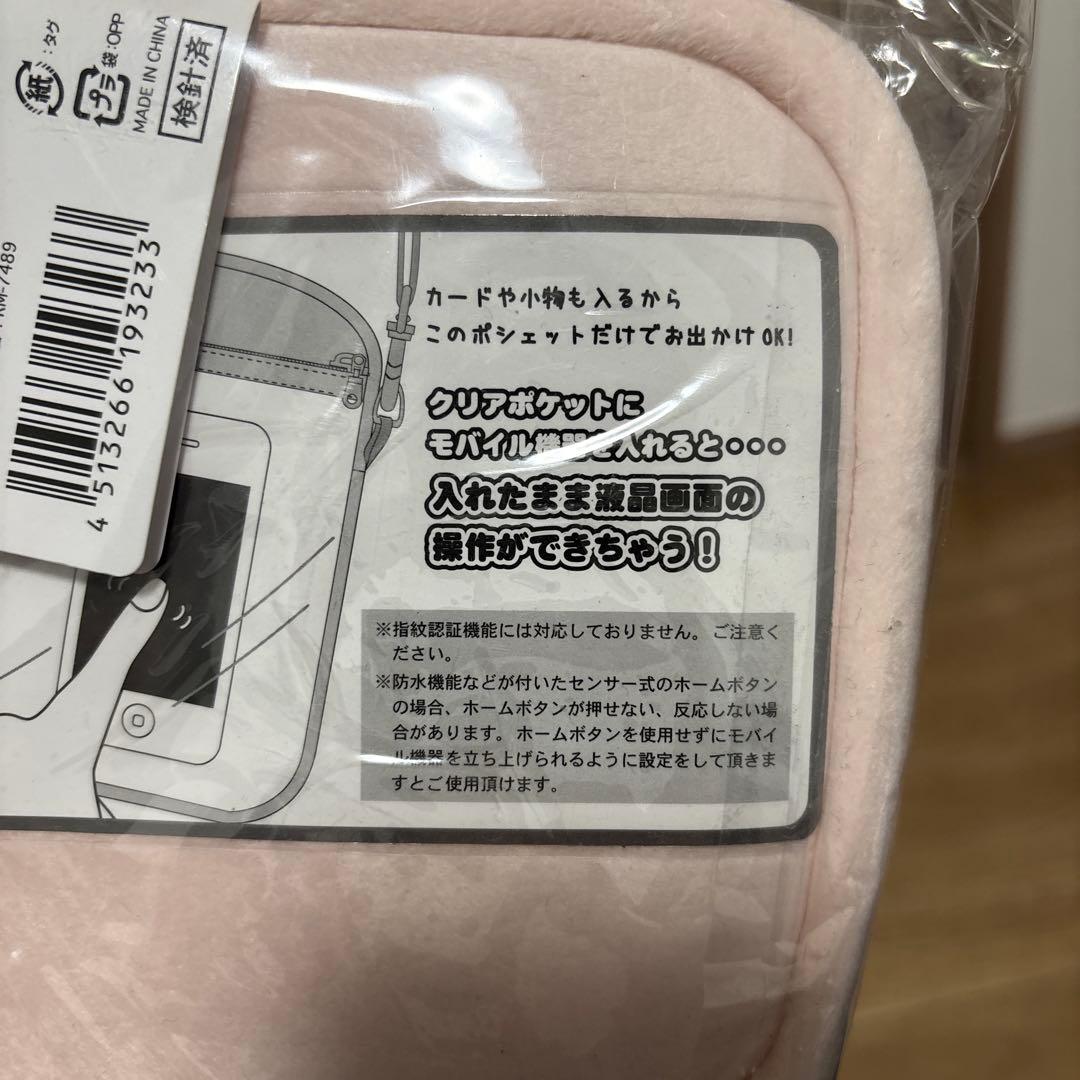 紙 : タグ
プラ 袋:OPP
MADE IN CHINA
検針済
KM-7489
4 513266 193233
カードや小物も入るから
このポシェットだけでお出かけOK!
クリアポケットに
モバイル機器を入れると・・・
入れたまま液晶画面の
操作ができちゃう!
※指紋認証機能には対応しておりません。ご注意く
ださい。
※防水機能などが付いたセンサー式のホームボタン
の場合、ホームボタンが押せない、反応しない場
合があります。ホームボタンを使用せずにモバイ
ル機器を立ち上げられるように設定をして頂きま
すとご使用頂けます。